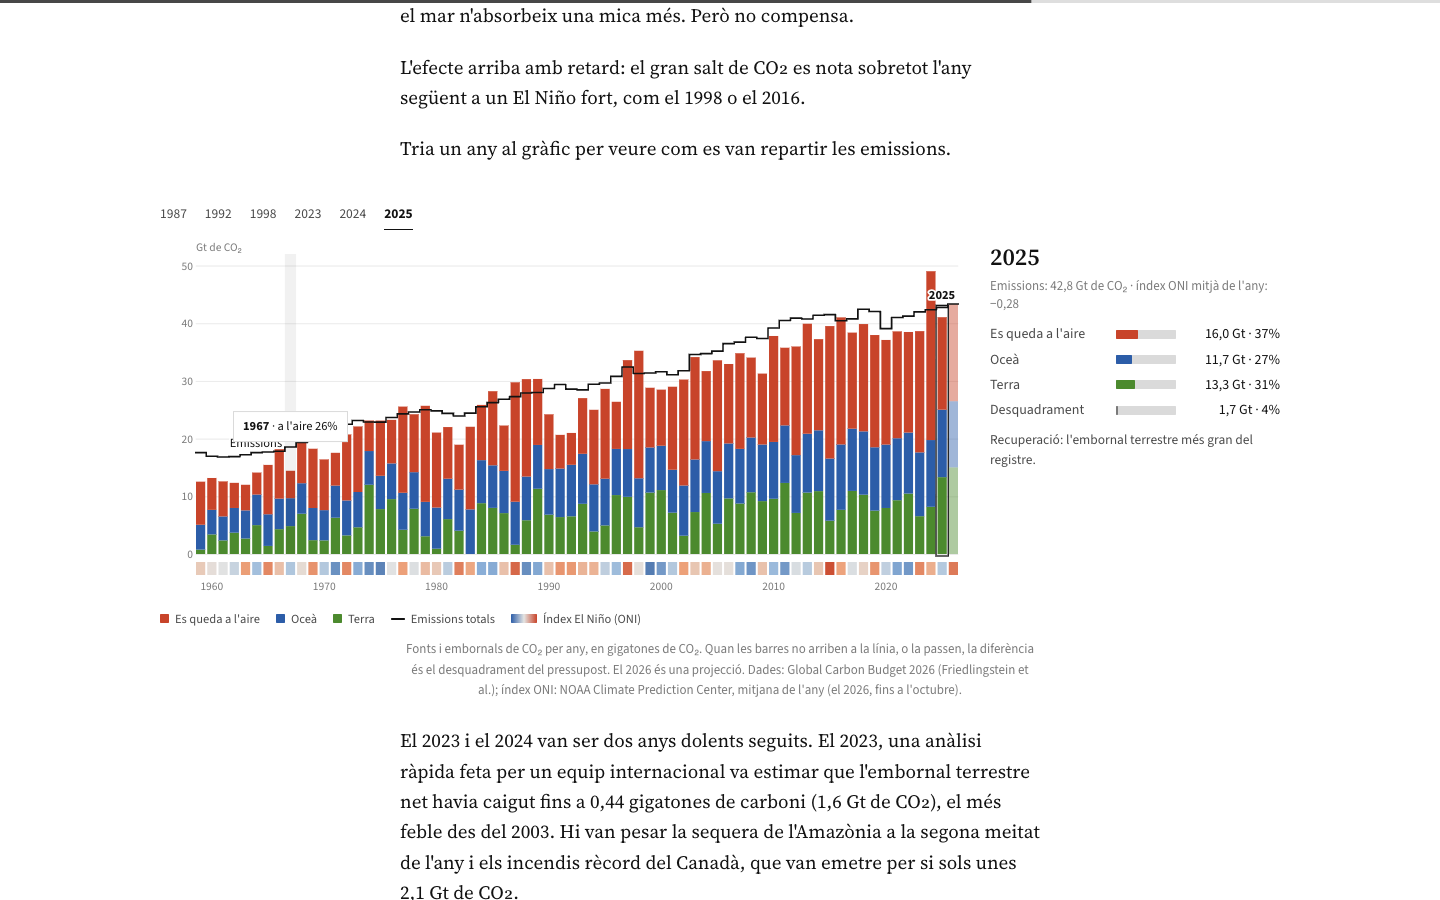 el mar n'absorbeix una mica més. Però no compensa.
L'efecte arriba amb retard: el gran salt de CO₂ es nota sobretot l'any
següent a un El Niño fort, com el 1998 o el 2016.
Tria un any al gràfic per veure com es van repartir les emissions.
1987 1992 1998 2023 2024 2025
Gt de CO₂
50
40
30
20
10
0
2025
1967 · a l'aire 26%
Emissions
1960 1970 1980 1990 2000 2010 2020
Es queda a l'aire Oceà Terra Emissions totals Índex El Niño (ONI)
2025
Emissions: 42,8 Gt de CO₂ · índex ONI mitjà de l'any:
−0,28
Es queda a l'aire 16,0 Gt · 37%
Oceà 11,7 Gt · 27%
Terra 13,3 Gt · 31%
Desquadrament 1,7 Gt · 4%
Recuperació: l'embornal terrestre més gran del
registre.
Fonts i embornals de CO₂ per any, en gigatones de CO₂. Quan les barres no arriben a la línia, o la passen, la diferència
és el desquadrament del pressupost. El 2026 és una projecció. Dades: Global Carbon Budget 2026 (Friedlingstein et
al.); índex ONI: NOAA Climate Prediction Center, mitjana de l'any (el 2026, fins a l'octubre).
El 2023 i el 2024 van ser dos anys dolents seguits. El 2023, una anàlisi
ràpida feta per un equip internacional va estimar que l'embornal terrestre
net havia caigut fins a 0,44 gigatones de carboni (1,6 Gt de CO₂), el més
feble des del 2003. Hi van pesar la sequera de l'Amazònia a la segona meitat
de l'any i els incendis rècord del Canadà, que van emetre per si sols unes
2,1 Gt de CO₂.